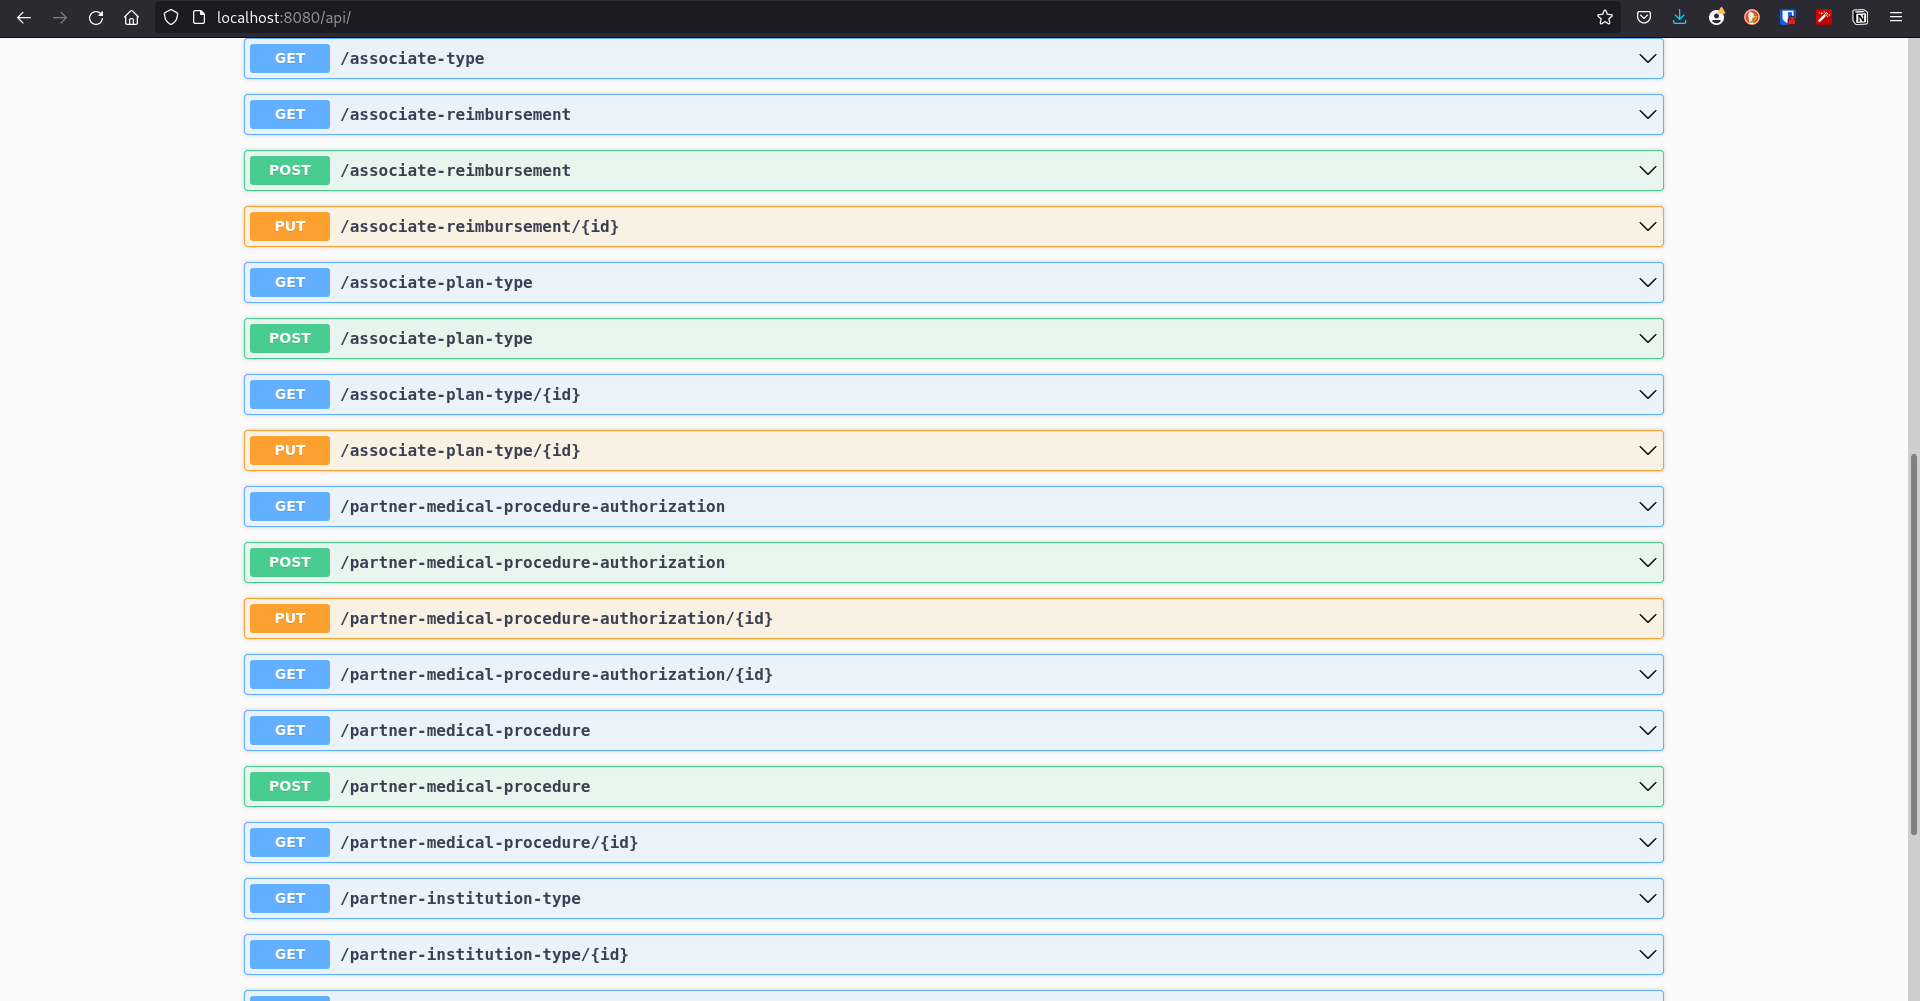 localhost:8080/api/
GET /associate-type
GET /associate-reimbursement
POST /associate-reimbursement
PUT /associate-reimbursement/{id}
GET /associate-plan-type
POST /associate-plan-type
GET /associate-plan-type/{id}
PUT /associate-plan-type/{id}
GET /partner-medical-procedure-authorization
POST /partner-medical-procedure-authorization
PUT /partner-medical-procedure-authorization/{id}
GET /partner-medical-procedure-authorization/{id}
GET /partner-medical-procedure
POST /partner-medical-procedure
GET /partner-medical-procedure/{id}
GET /partner-institution-type
GET /partner-institution-type/{id}